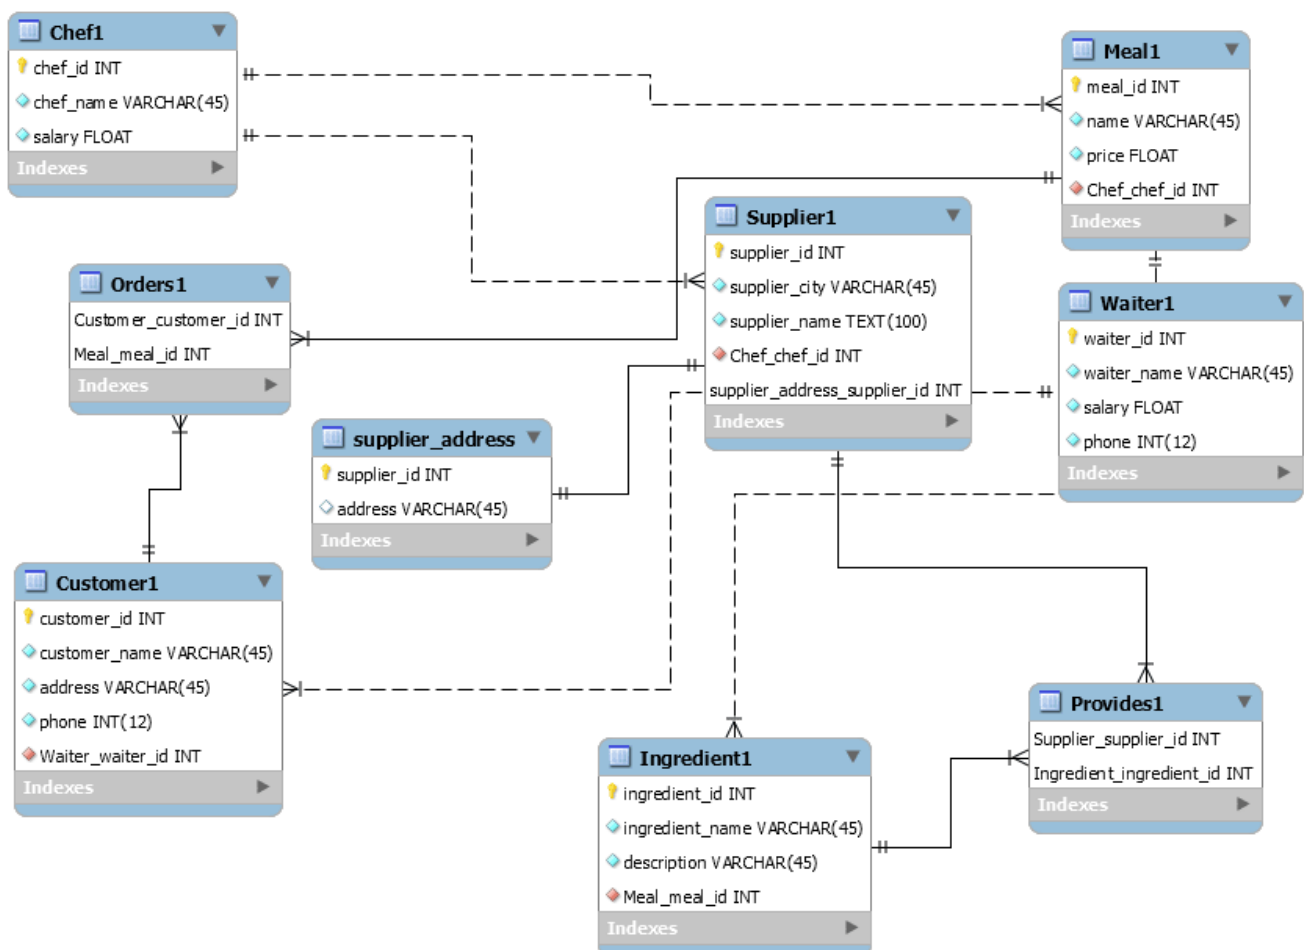 Chef1
chef_id INT
chef_name VARCHAR(45)
salary FLOAT
Indexes
Meal1
meal_id INT
name VARCHAR(45)
price FLOAT
Chef_chef_id INT
Indexes
Supplier1
supplier_id INT
supplier_city VARCHAR(45)
supplier_name TEXT(100)
Chef_chef_id INT
supplier_address_supplier_id INT
Indexes
Orders1
Customer_customer_id INT
Meal_meal_id INT
Indexes
Waiter1
waiter_id INT
waiter_name VARCHAR(45)
salary FLOAT
phone INT(12)
Indexes
supplier_address
supplier_id INT
address VARCHAR(45)
Indexes
Customer1
customer_id INT
customer_name VARCHAR(45)
address VARCHAR(45)
phone INT(12)
Waiter_waiter_id INT
Indexes
Provides1
Supplier_supplier_id INT
Ingredient_ingredient_id INT
Indexes
Ingredient1
ingredient_id INT
ingredient_name VARCHAR(45)
description VARCHAR(45)
Meal_meal_id INT
Indexes